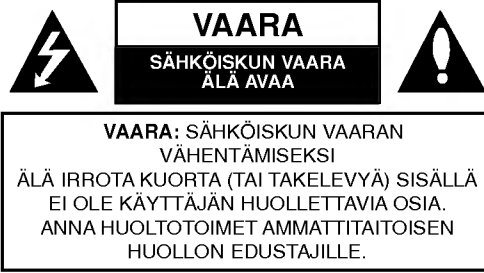 VAARA
SÄHKÖISKUN VAARA
ÄLÄ AVAA
VAARA: SÄHKÖISKUN VAARAN
VÄHENTÄMISEKSI
ÄLÄ IRROTA KUORTA (TAI TAKELEVYÄ) SISÄLLÄ
EI OLE KÄYTTÄJÄN HUOLLETTAVIA OSIA.
ANNA HUOLTOTOIMET AMMATTITAITOISEN
HUOLLON EDUSTAJILLE.